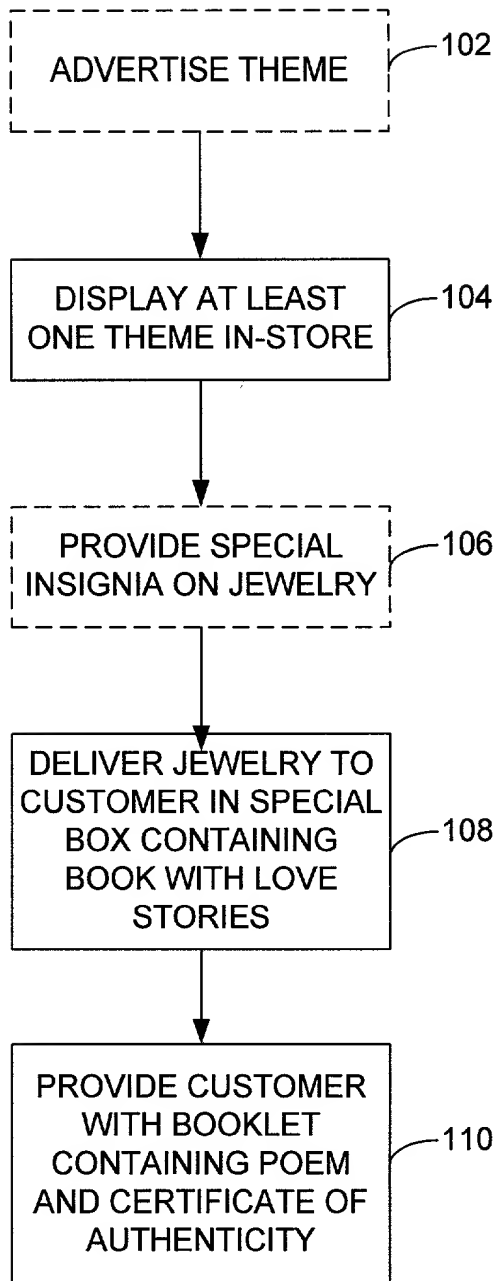 ADVERTISE THEME
102
DISPLAY AT LEAST
ONE THEME IN-STORE
104
PROVIDE SPECIAL
INSIGNIA ON JEWELRY
106
DELIVER JEWELRY TO
CUSTOMER IN SPECIAL
BOX CONTAINING
BOOK WITH LOVE
STORIES
108
PROVIDE CUSTOMER
WITH BOOKLET
CONTAINING POEM
AND CERTIFICATE OF
AUTHENTICITY
110